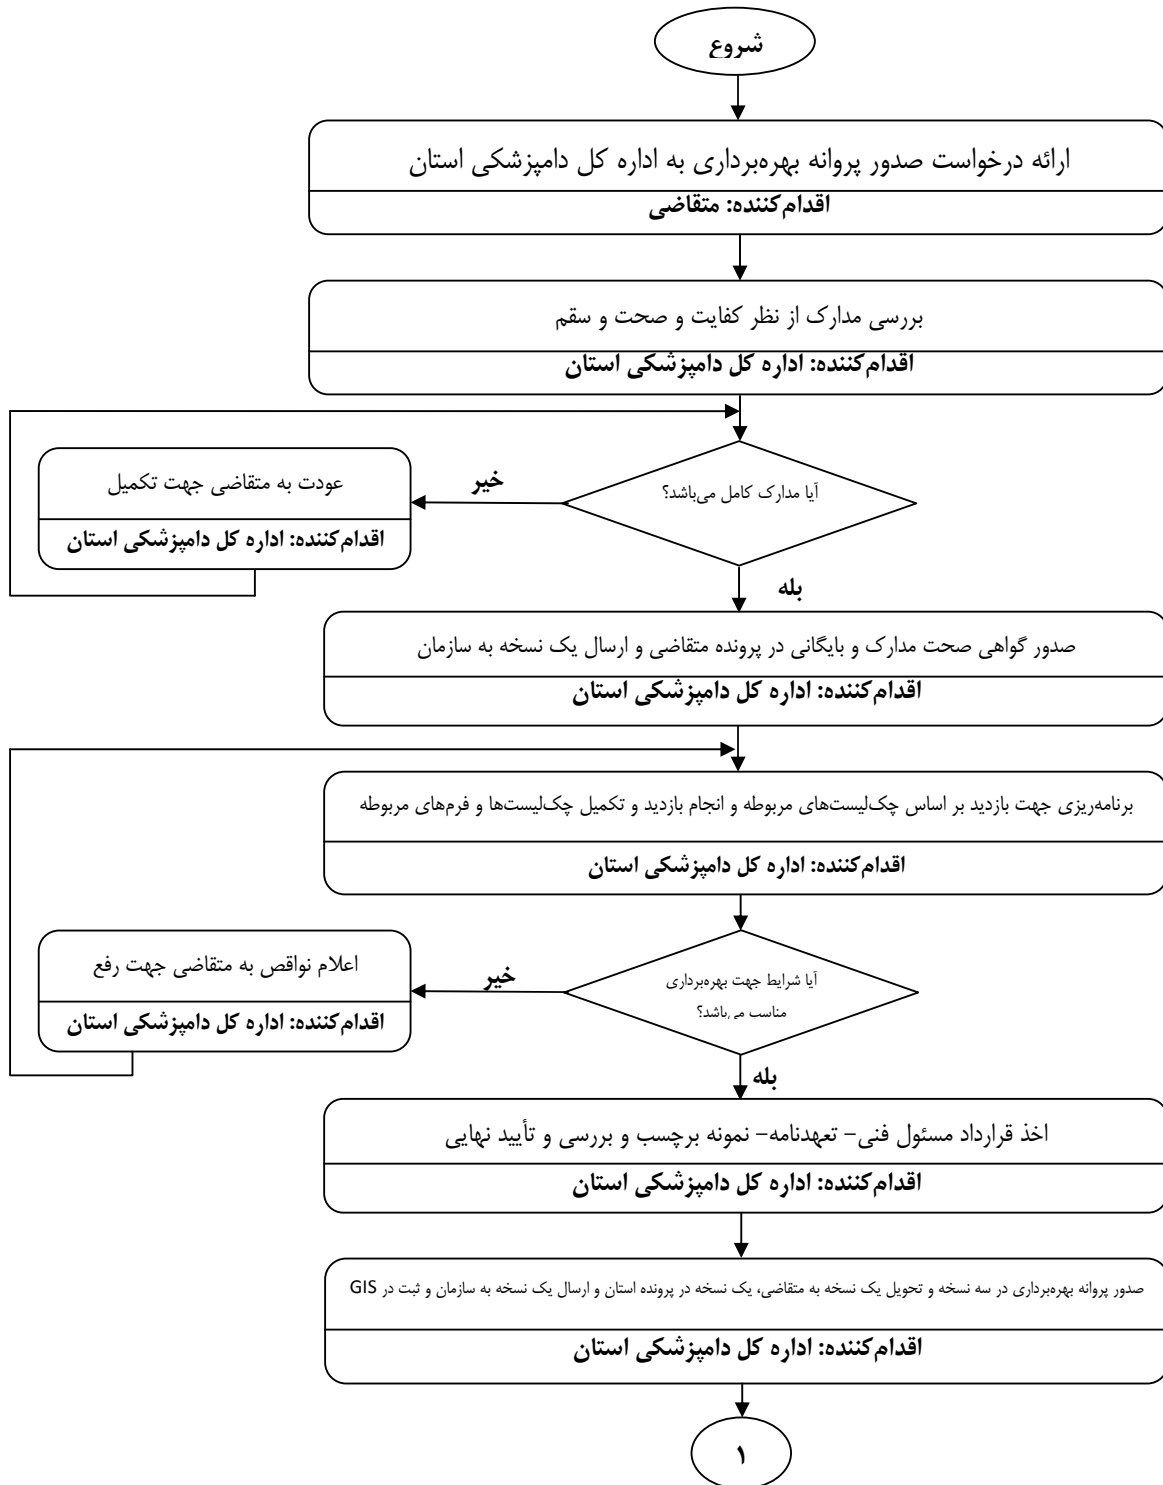 شروع
ارائه درخواست صدور پروانه بهره‌برداری به اداره کل دامپزشکی استان
اقدام‌کننده: متقاضی
بررسی مدارک از نظر کفایت و صحت و سقم
اقدام‌کننده: اداره کل دامپزشکی استان
آیا مدارک کامل می‌باشد؟
خیر
عودت به متقاضی جهت تکمیل
اقدام‌کننده: اداره کل دامپزشکی استان
بله
صدور گواهی صحت مدارک و بایگانی در پرونده متقاضی و ارسال یک نسخه به سازمان
اقدام‌کننده: اداره کل دامپزشکی استان
برنامه‌ریزی جهت بازدید بر اساس چک‌لیست‌های مربوطه و انجام بازدید و تکمیل چک‌لیست‌ها و فرم‌های مربوطه
اقدام‌کننده: اداره کل دامپزشکی استان
آیا شرایط جهت بهره‌برداری
مناسب می‌باشد؟
خیر
اعلام نواقص به متقاضی جهت رفع
اقدام‌کننده: اداره کل دامپزشکی استان
بله
اخذ قرارداد مسئول فنی– تعهدنامه– نمونه برچسب و بررسی و تأیید نهایی
اقدام‌کننده: اداره کل دامپزشکی استان
صدور پروانه بهره‌برداری در سه نسخه و تحویل یک نسخه به متقاضی، یک نسخه در پرونده استان و ارسال یک نسخه به سازمان و ثبت در GIS
اقدام‌کننده: اداره کل دامپزشکی استان
۱